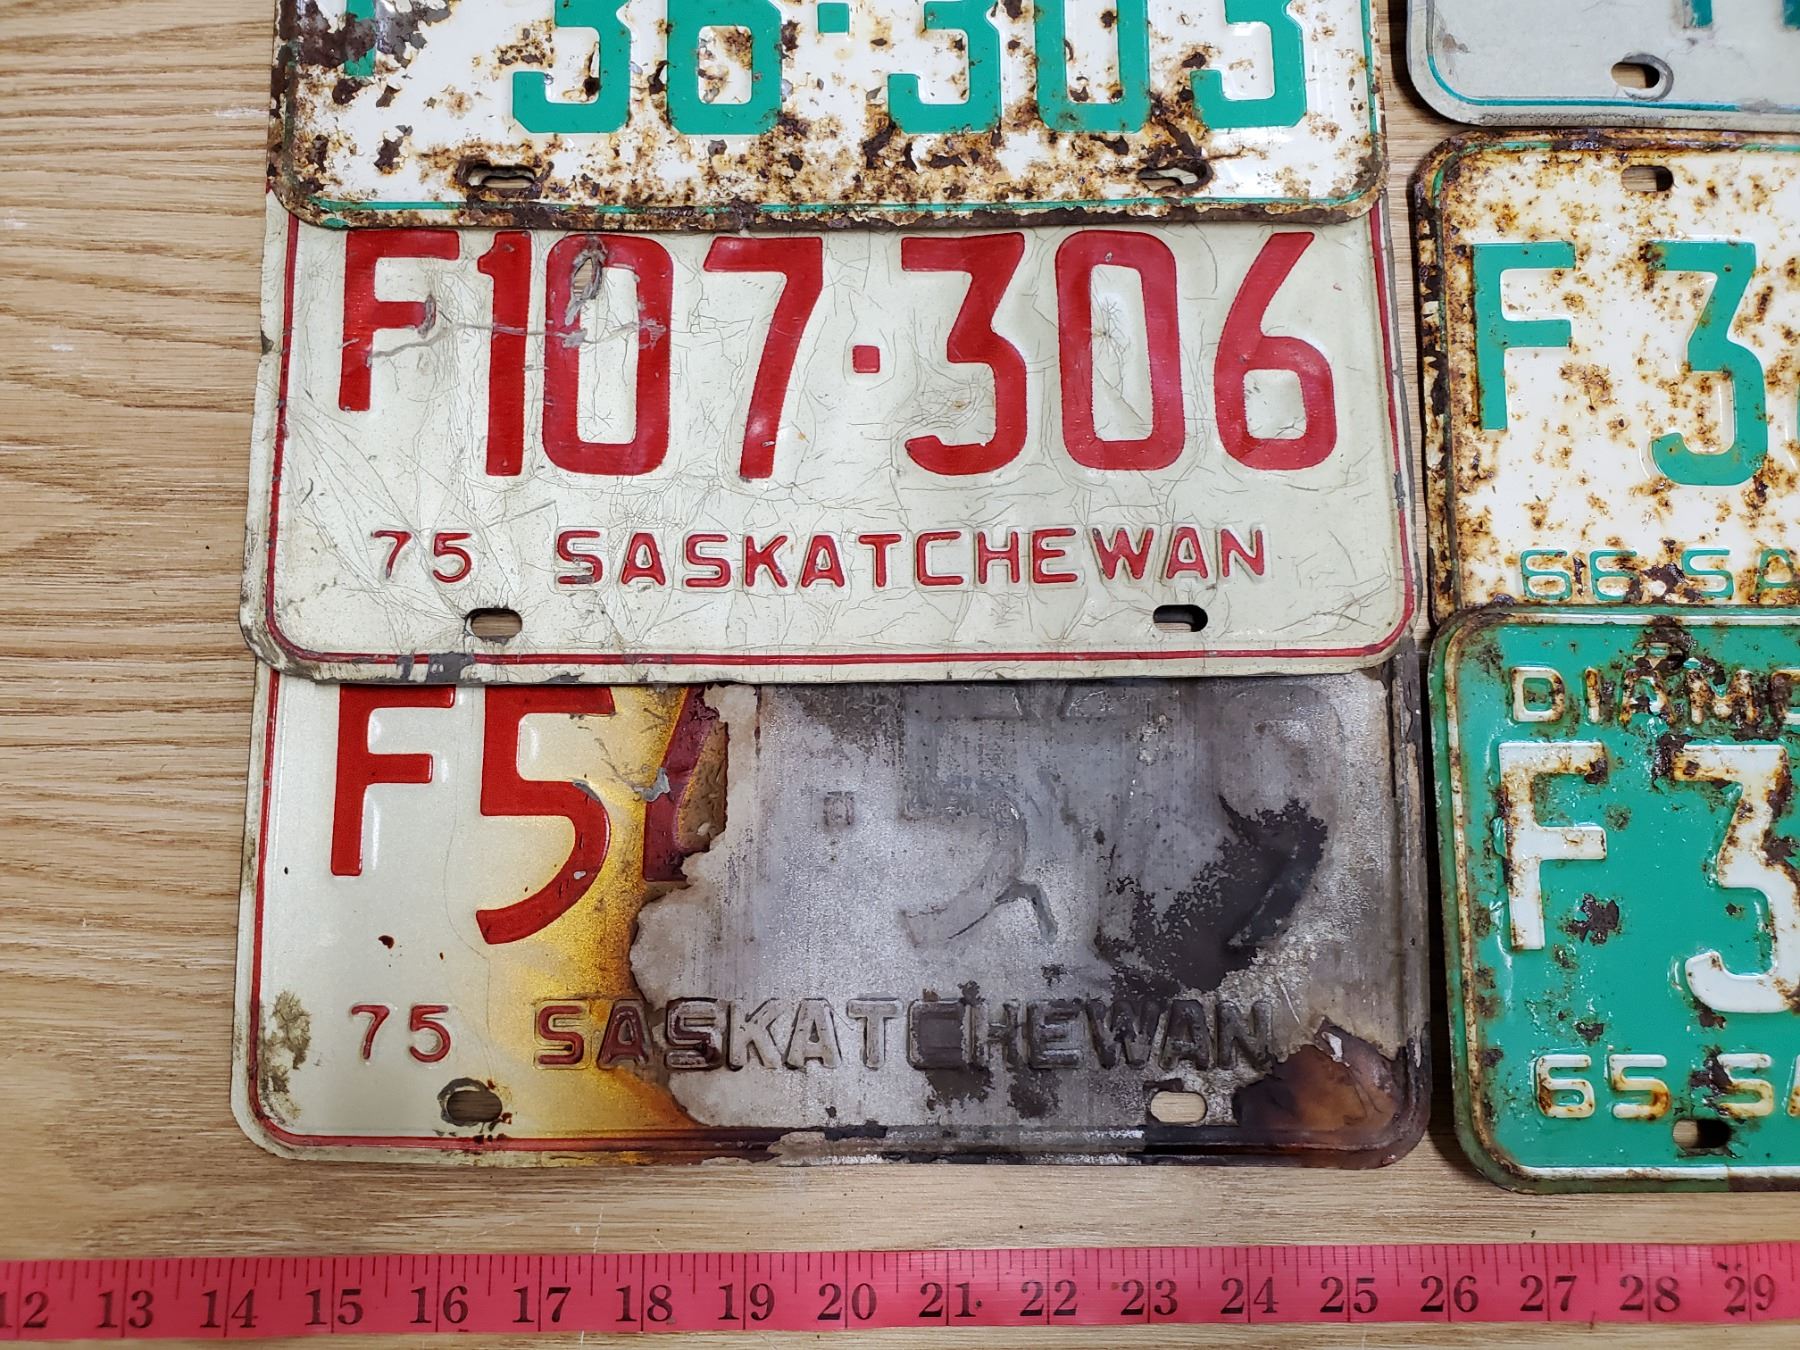 F 36·303
F107·306
75 SASKATCHEWAN
F5
75 SASKATCHEWAN
F 3
66 SA
DIAMO
F 3
65 SA
12 13 14 15 16 17 18 19 20 21 22 23 24 25 26 27 28 29